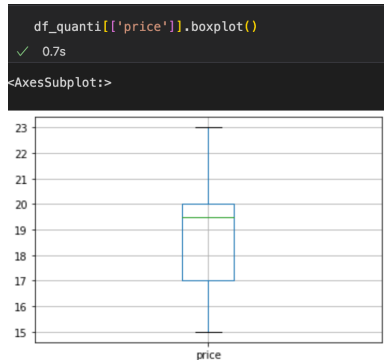 df_quanti[['price']].boxplot()
✓ 0.7s
<AxesSubplot:>
23
22
21
20
19
18
17
16
15
price